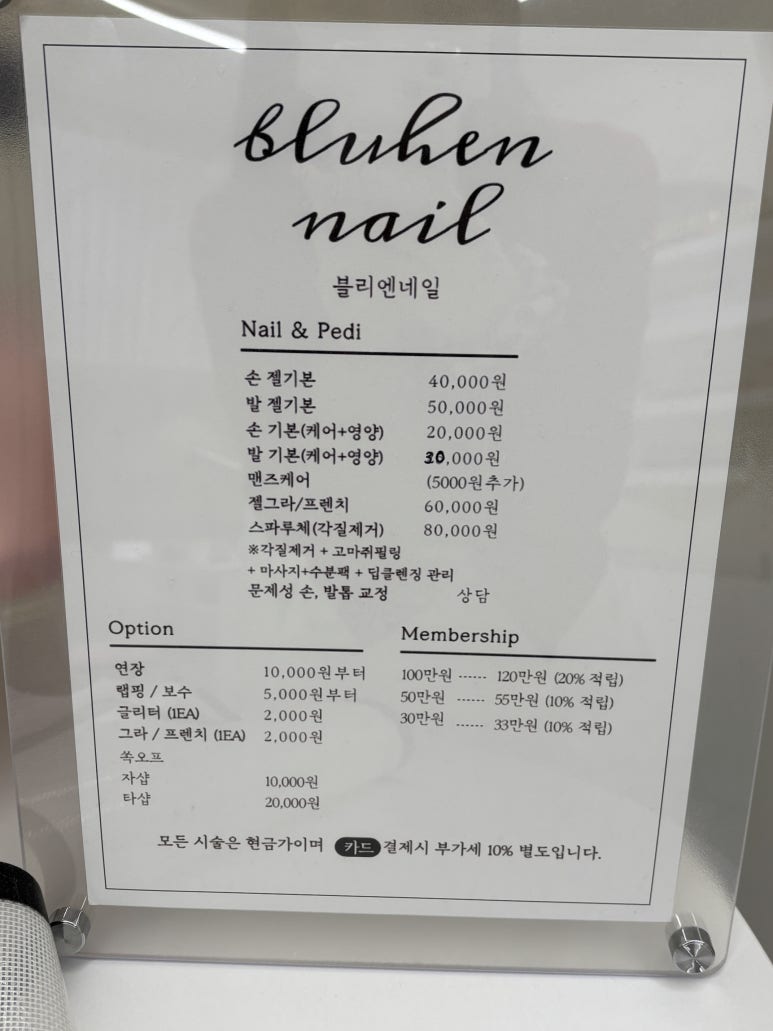 bluhen
nail
블리엔네일
Nail & Pedi
손 젤기본 40,000원
발 젤기본 50,000원
손 기본(케어+영양) 20,000원
발 기본(케어+영양) 30,000원
맨즈케어 (5000원추가)
젤그라/프렌치 60,000원
스파루체(각질제거) 80,000원
※각질제거 + 고마쥐필링
+ 마사지+수분팩 + 딥클렌징 관리
문제성 손, 발톱 교정 상담
Option
연장 10,000원부터
랩핑 / 보수 5,000원부터
글리터 (1EA) 2,000원
그라 / 프렌치 (1EA) 2,000원
쏙오프
자샵 10,000원
타샵 20,000원
Membership
100만원 ...... 120만원 (20% 적립)
50만원 ...... 55만원 (10% 적립)
30만원 ...... 33만원 (10% 적립)
모든 시술은 현금가이며 카드 결제시 부가세 10% 별도입니다.